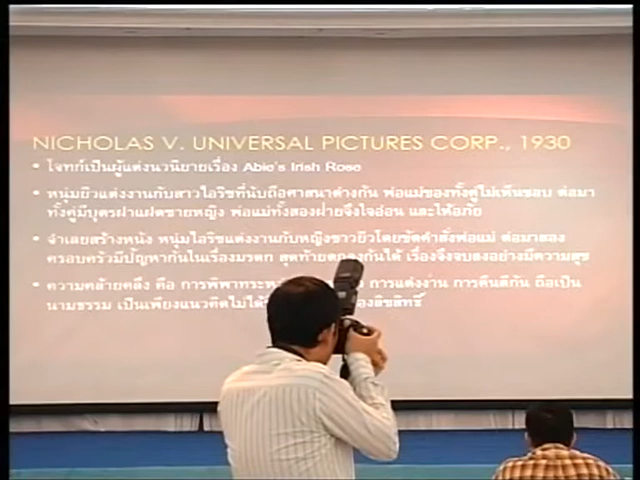 NICHOLAS V. UNIVERSAL PICTURES CORP., 1930
• โจทก์เป็นผู้แต่งนวนิยายเรื่อง ABIE'S IRISH ROSE
• หนุ่มยิวแต่งงานกับสาวไอริชที่นับถือศาสนาต่างกัน พ่อแม่ของทั้งคู่ไม่เห็นชอบ ต่อมา
ทั้งคู่มีบุตรฝาแฝดชายหญิง พ่อแม่ทั้งสองฝ่ายจึงใจอ่อน และให้อภัย
• จำเลยสร้างหนัง หนุ่มไอริชแต่งงานกับหญิงชาวยิวโดยขัดคำสั่งพ่อแม่ ต่อมาสอง
ครอบครัวมีปัญหากันในเรื่องมรดก สุดท้ายตกลงกันได้ เรื่องจึงจบลงอย่างมีความสุข
• ความคล้ายคลึง คือ การพิพาทระหว่าง การแต่งงาน การคืนดีกัน ถือเป็น
นามธรรม เป็นเพียงแนวคิดไม่ได้ ลิขสิทธิ์